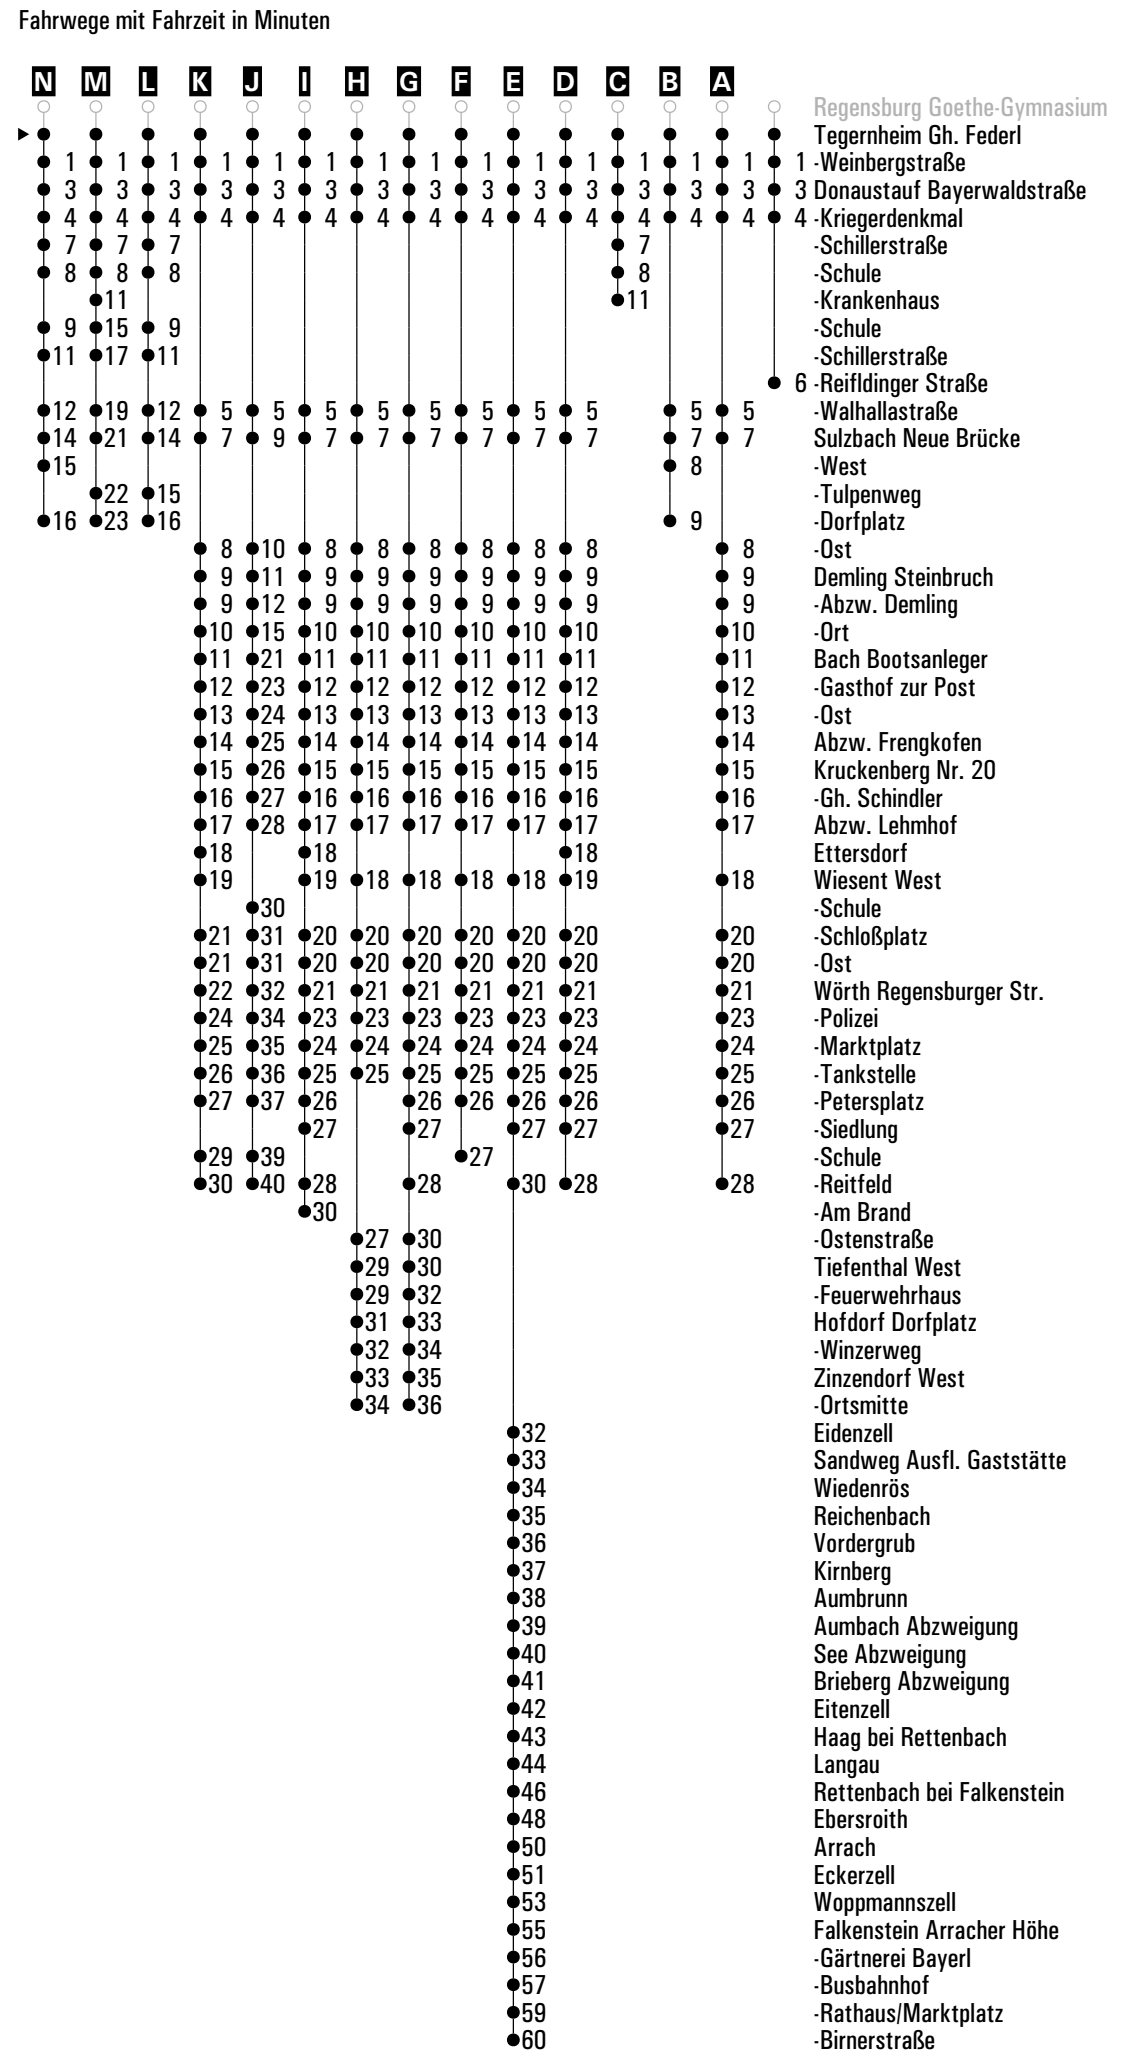 Fahrwege mit Fahrzeit in Minuten
N M L K J I H G F E D C B A
Regensburg Goethe-Gymnasium
Tegernheim Gh. Federl
1 1 1 1 1 1 1 1 1 1 1 1 1 1 1 -Weinbergstraße
3 3 3 3 3 3 3 3 3 3 3 3 3 3 3 Donaustauf Bayerwaldstraße
4 4 4 4 4 4 4 4 4 4 4 4 4 4 4 -Kriegerdenkmal
7 7 7 7 -Schillerstraße
8 8 8 8 -Schule
11 11 -Krankenhaus
9 15 9 -Schule
11 17 11 -Schillerstraße
6 -Reifldinger Straße
12 19 12 5 5 5 5 5 5 5 5 5 5 -Walhallastraße
14 21 14 7 9 7 7 7 7 7 7 7 7 Sulzbach Neue Brücke
15 8 -West
22 15 -Tulpenweg
16 23 16 9 -Dorfplatz
8 10 8 8 8 8 8 8 8 -Ost
9 11 9 9 9 9 9 9 9 Demling Steinbruch
9 12 9 9 9 9 9 9 9 -Abzw. Demling
10 15 10 10 10 10 10 10 10 -Ort
11 21 11 11 11 11 11 11 11 Bach Bootsanleger
12 23 12 12 12 12 12 12 12 -Gasthof zur Post
13 24 13 13 13 13 13 13 13 -Ost
14 25 14 14 14 14 14 14 14 Abzw. Frengkofen
15 26 15 15 15 15 15 15 15 Kruckenberg Nr. 20
16 27 16 16 16 16 16 16 16 -Gh. Schindler
17 28 17 17 17 17 17 17 17 Abzw. Lehmhof
18 18 18 Ettersdorf
19 19 18 18 18 18 19 18 Wiesent West
30 -Schule
21 31 20 20 20 20 20 20 20 -Schloßplatz
21 31 20 20 20 20 20 20 20 -Ost
22 32 21 21 21 21 21 21 21 Wörth Regensburger Str.
24 34 23 23 23 23 23 23 23 -Polizei
25 35 24 24 24 24 24 24 24 -Marktplatz
26 36 25 25 25 25 25 25 25 -Tankstelle
27 37 26 26 26 26 26 26 -Petersplatz
27 27 27 27 27 -Siedlung
29 39 27 -Schule
30 40 28 28 30 28 28 -Reitfeld
30 -Am Brand
27 30 -Ostenstraße
29 30 Tiefenthal West
29 32 -Feuerwehrhaus
31 33 Hofdorf Dorfplatz
32 34 -Winzerweg
33 35 Zinzendorf West
34 36 -Ortsmitte
32 Eidenzell
33 Sandweg Ausfl. Gaststätte
34 Wiedenrös
35 Reichenbach
36 Vordergrub
37 Kirnberg
38 Aumbrunn
39 Aumbach Abzweigung
40 See Abzweigung
41 Brieberg Abzweigung
42 Eitenzell
43 Haag bei Rettenbach
44 Langau
46 Rettenbach bei Falkenstein
48 Ebersroith
50 Arrach
51 Eckerzell
53 Woppmannszell
55 Falkenstein Arracher Höhe
56 -Gärtnerei Bayerl
57 -Busbahnhof
59 -Rathaus/Marktplatz
60 -Birnerstraße